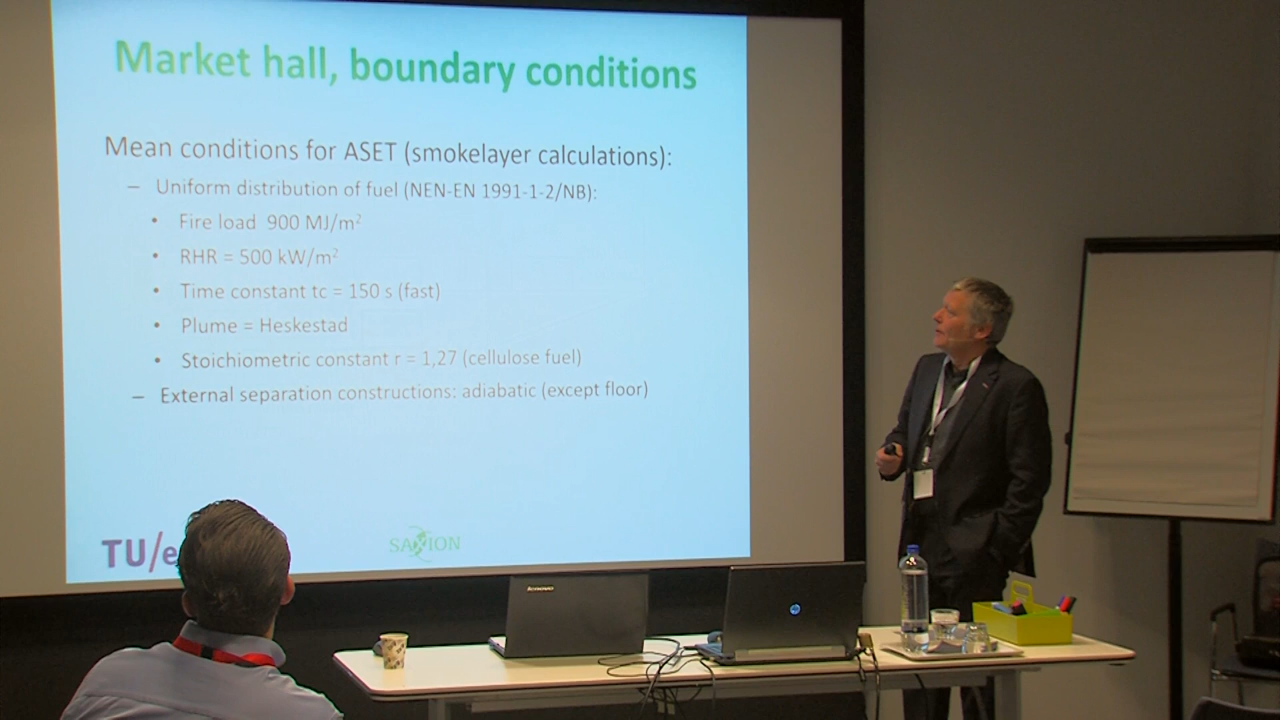 Market hall, boundary conditions
Mean conditions for ASET (smokelayer calculations):
– Uniform distribution of fuel (NEN-EN 1991-1-2/NB):
• Fire load 900 MJ/m²
• RHR = 500 kW/m²
• Time constant tc = 150 s (fast)
• Plume = Heskestad
• Stoichiometric constant r = 1,27 (cellulose fuel)
– External separation constructions: adiabatic (except floor)
TU/e
SAXION
lenovo
hp